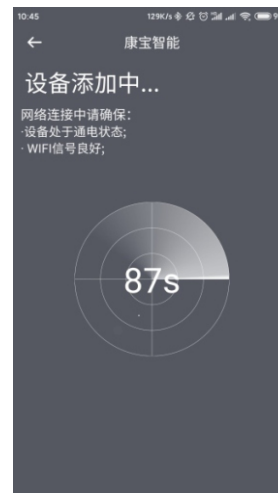 10:45
129K/s
康宝智能
设备添加中...
网络连接中请确保：
·设备处于通电状态;
· WIFI信号良好;
87s